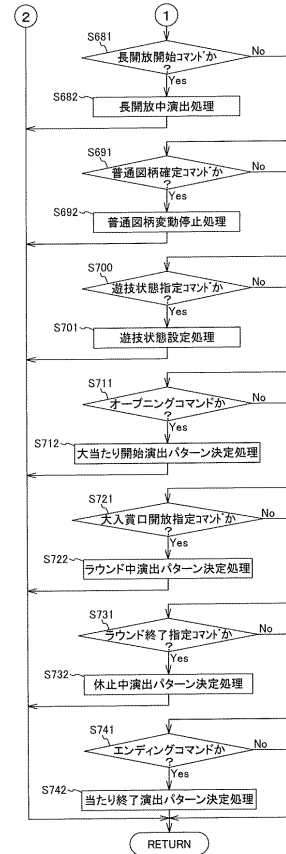 ② ①
S681
長開放開始コマンドか
?
No
Yes
S682
長開放中演出処理
S691
普通図柄確定コマンドか
?
No
Yes
S692
普通図柄変動停止処理
S700
遊技状態指定コマンドか
?
No
Yes
S701
遊技状態設定処理
S711
オープニングコマンドか
?
No
Yes
S712
大当たり開始演出パターン決定処理
S721
大入賞口開放指定コマンドか
?
No
Yes
S722
ラウンド中演出パターン決定処理
S731
ラウンド終了指定コマンドか
?
No
Yes
S732
休止中演出パターン決定処理
S741
エンディングコマンドか
?
No
Yes
S742
当たり終了演出パターン決定処理
RETURN